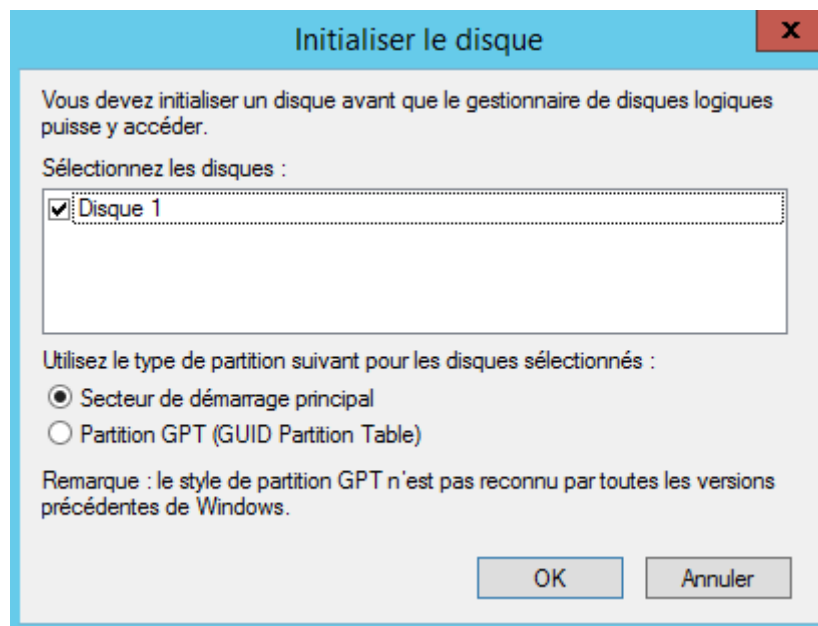 Initialiser le disque
x
Vous devez initialiser un disque avant que le gestionnaire de disques logiques
puisse y accéder.
Sélectionnez les disques :
Disque 1
Utilisez le type de partition suivant pour les disques sélectionnés :
Secteur de démarrage principal
Partition GPT (GUID Partition Table)
Remarque : le style de partition GPT n'est pas reconnu par toutes les versions
précédentes de Windows.
OK Annuler